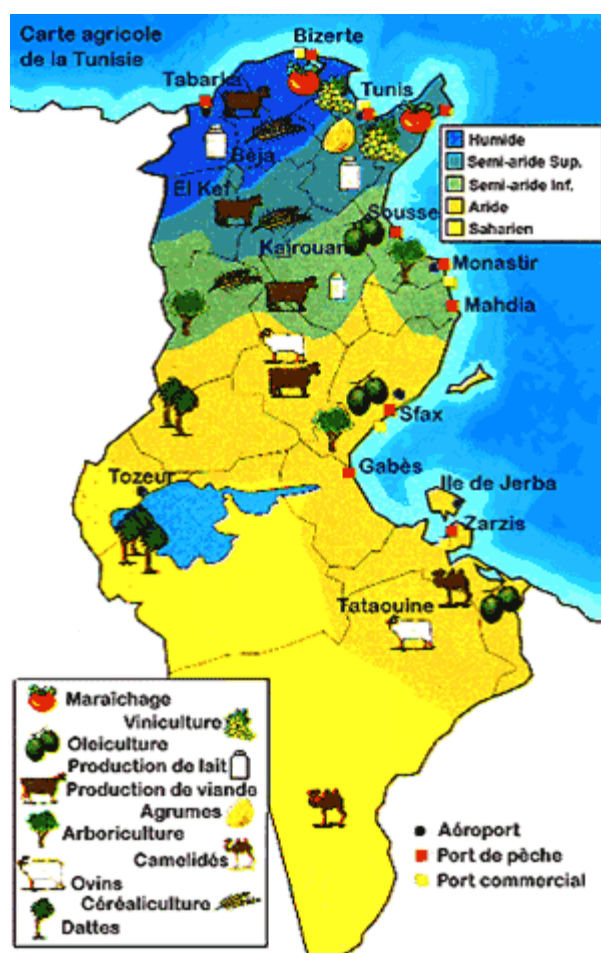 Carte agricole
de la Tunisie
Bizerte
Tabarka
Tunis
Béja
El Kef
Humide
Semi-aride Sup.
Semi-aride Inf.
Aride
Saharien
Sousse
Kairouan
Monastir
Mahdia
Sfax
Gabès
Tozeur
Ile de Jerba
Zarzis
Tataouine
Maraîchage
Viniculture
Oleiculture
Production de lait
Production de viande
Agrumes
Arboriculture
Camelidés
Ovins
Céréaliculture
Dattes
Aéroport
Port de pèche
Port commercial